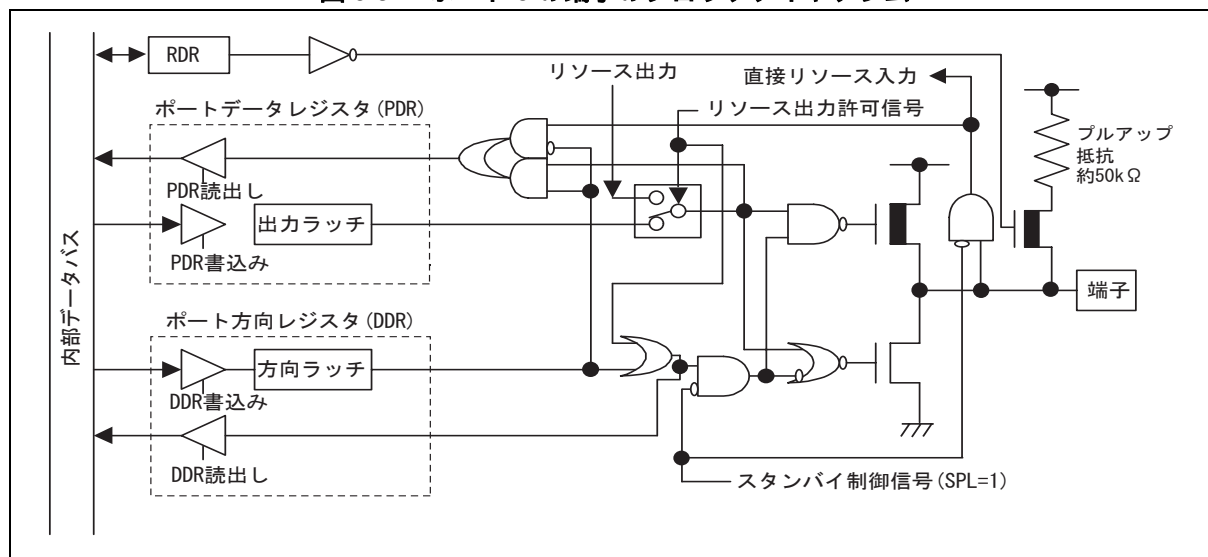 RDR
リソース出力
直接リソース入力
ポートデータレジスタ(PDR)
リソース出力許可信号
プルアップ
抵抗
約50kΩ
PDR読出し
出力ラッチ
PDR書込み
内部データバス
端子
ポート方向レジスタ(DDR)
方向ラッチ
DDR書込み
DDR読出し
スタンバイ制御信号(SPL=1)